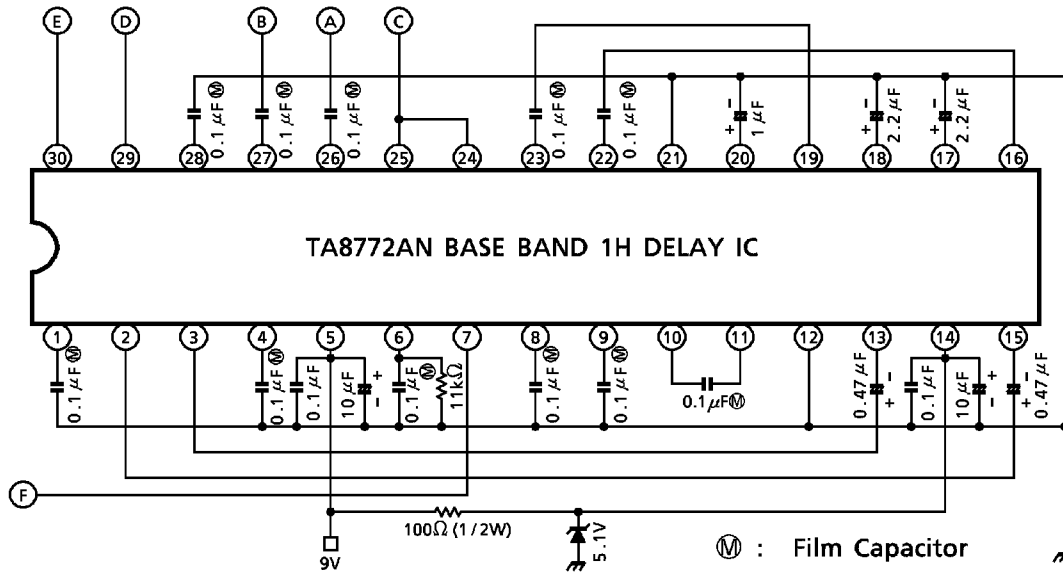 E D B A C
0.1 μF Ⓜ 0.1 μF Ⓜ 0.1 μF Ⓜ 0.1 μF Ⓜ 0.1 μF Ⓜ + - 1 μF + - 2.2 μF + - 2.2 μF
30 29 28 27 26 25 24 23 22 21 20 19 18 17 16
TA8772AN BASE BAND 1H DELAY IC
1 2 3 4 5 6 7 8 9 10 11 12 13 14 15
0.1 μF Ⓜ 0.1 μF Ⓜ 0.1 μF 10 μF + - 0.1 μF Ⓜ 11kΩ 0.1 μF Ⓜ 0.1 μF Ⓜ 0.1 μF Ⓜ 0.47 μF - + 0.1 μF 10 μF + - - + 0.47 μF
F
100Ω (1/2W) 5.1V
9V
Ⓜ : Film Capacitor